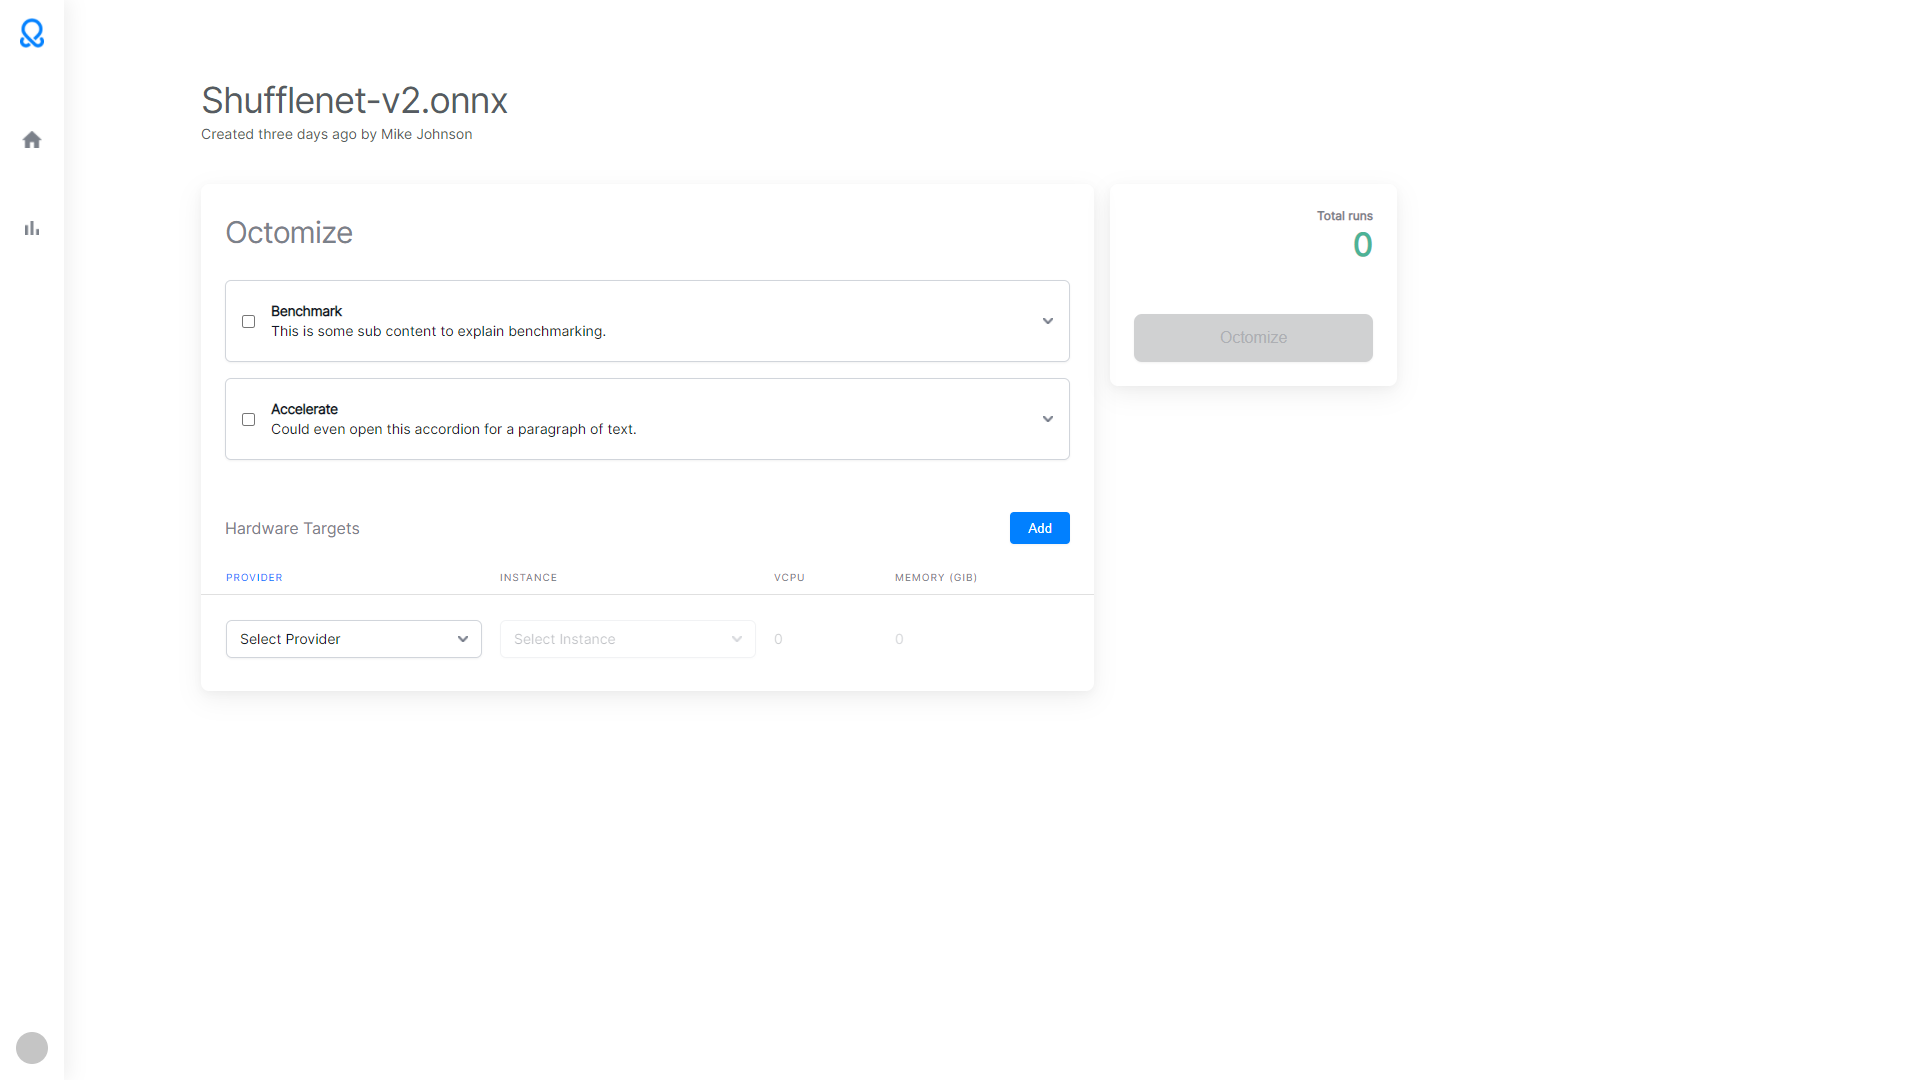 Shufflenet-v2.onnx
Created three days ago by Mike Johnson
Octomize
Benchmark
This is some sub content to explain benchmarking.
Accelerate
Could even open this accordion for a paragraph of text.
Hardware Targets
Add
PROVIDER INSTANCE VCPU MEMORY (GIB)
Select Provider Select Instance 0 0
Total runs
0
Octomize